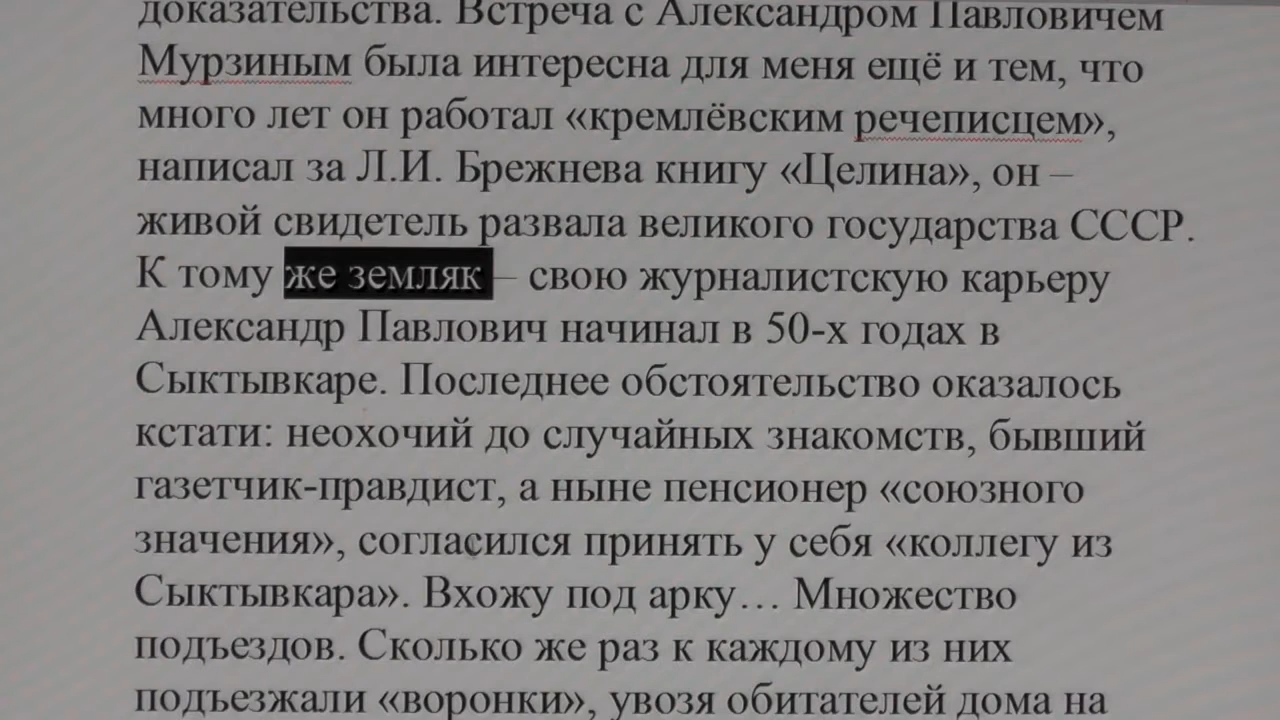 доказательства. Встреча с Александром Павловичем
Мурзиным была интересна для меня ещё и тем, что
много лет он работал «кремлёвским речеписцем»,
написал за Л.И. Брежнева книгу «Целина», он –
живой свидетель развала великого государства СССР.
К тому же земляк – свою журналистскую карьеру
Александр Павлович начинал в 50-х годах в
Сыктывкаре. Последнее обстоятельство оказалось
кстати: неохочий до случайных знакомств, бывший
газетчик-правдист, а ныне пенсионер «союзного
значения», согласился принять у себя «коллегу из
Сыктывкара». Вхожу под арку… Множество
подъездов. Сколько же раз к каждому из них
подъезжали «воронки», увозя обитателей дома на